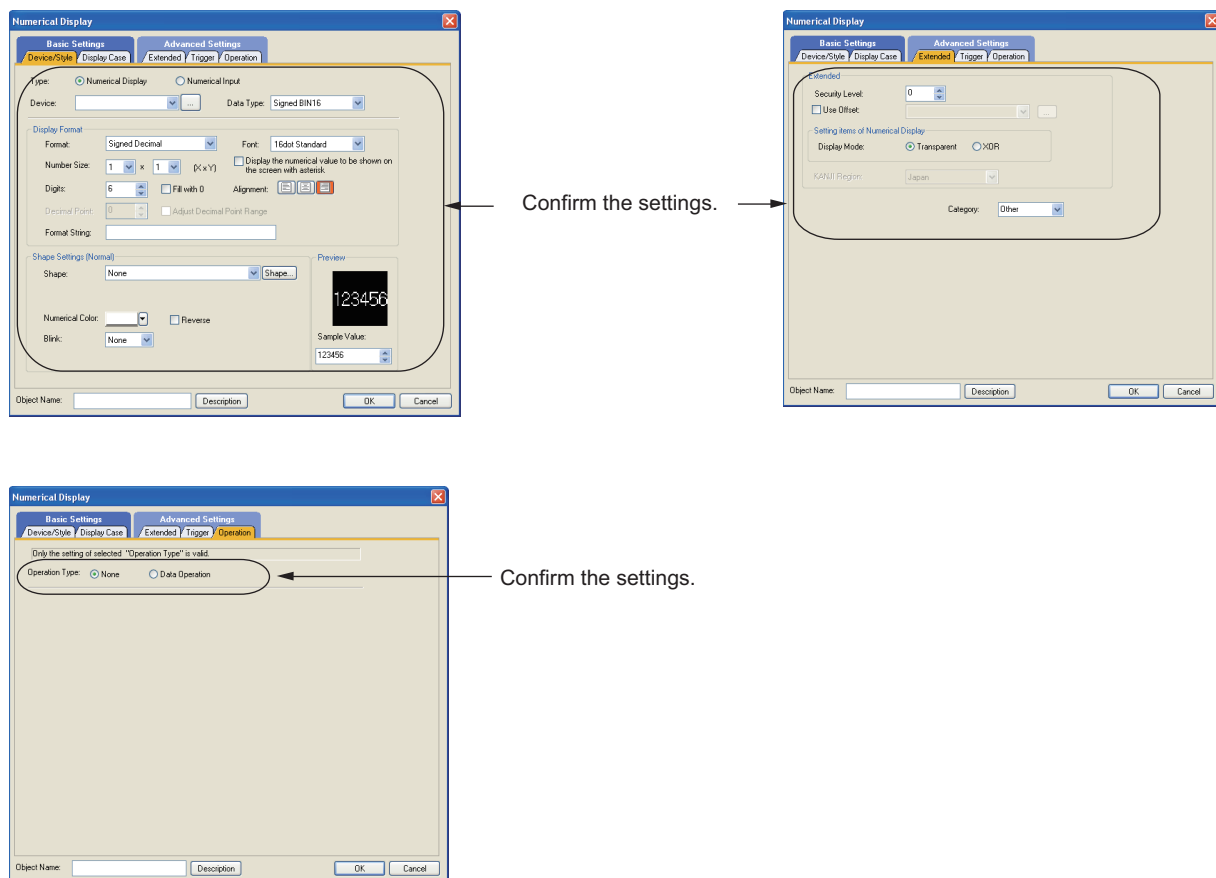 Numerical Display
Basic Settings Advanced Settings
Device/Style Display Case Extended Trigger Operation
Type: Numerical Display Numerical Input
Device: ... Data Type: Signed BIN16
Display Format
Format: Signed Decimal Font: 16dot Standard
Number Size: 1 x 1 (X x Y) Display the numerical value to be shown on
the screen with asterisk
Digits: 6 Fill with 0 Alignment:
Decimal Point: 0 Adjust Decimal Point Range
Format String:
Shape Settings (Normal)
Shape: None Shape...
Numerical Color: Reverse
Blink: None
Preview
123456
Sample Value:
123456
Object Name: Description OK Cancel
Confirm the settings.
Numerical Display
Basic Settings Advanced Settings
Device/Style Display Case Extended Trigger Operation
Extended
Security Level: 0
Use Offset: ...
Setting items of Numerical Display
Display Mode: Transparent XOR
KANJI Region: Japan
Category: Other
Object Name: Description OK Cancel
Numerical Display
Basic Settings Advanced Settings
Device/Style Display Case Extended Trigger Operation
Only the setting of selected "Operation Type" is valid.
Operation Type: None Data Operation
Confirm the settings.
Object Name: Description OK Cancel